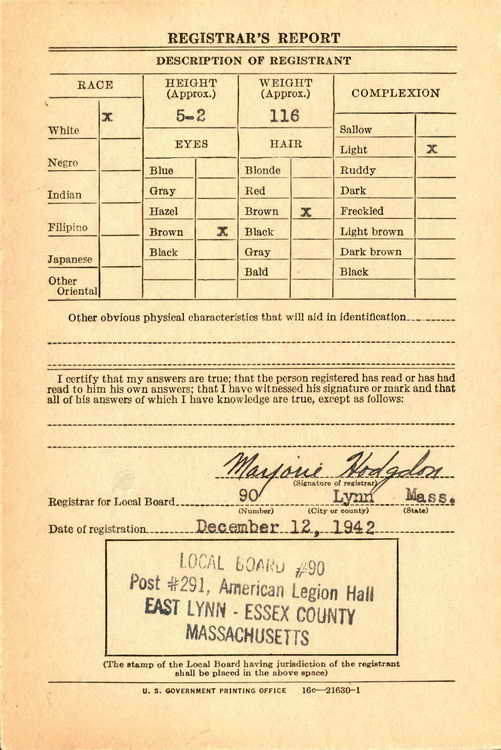 REGISTRAR'S REPORT
DESCRIPTION OF REGISTRANT
RACE
HEIGHT (Approx.)
WEIGHT (Approx.)
COMPLEXION
5-2
116
EYES
HAIR
White x
Negro
Indian
Filipino
Japanese
Other Oriental
Blue
Gray
Hazel
Brown x
Black
Blonde
Red
Brown x
Black
Gray
Bald
Sallow
Light x
Ruddy
Dark
Freckled
Light brown
Dark brown
Black
Other obvious physical characteristics that will aid in identification
I certify that my answers are true; that the person registered has read or has had
read to him his own answers; that I have witnessed his signature or mark and that
all of his answers of which I have knowledge are true, except as follows:
Marjorie Hodgdon
(Signature of registrar)
Registrar for Local Board 90 Lynn Mass.
(Number) (City or county) (State)
Date of registration December 12, 1942
LOCAL BOARD #90
Post #291, American Legion Hall
EAST LYNN - ESSEX COUNTY
MASSACHUSETTS
(The stamp of the Local Board having jurisdiction of the registrant
shall be placed in the above space)
U. S. GOVERNMENT PRINTING OFFICE 16c—21630-1